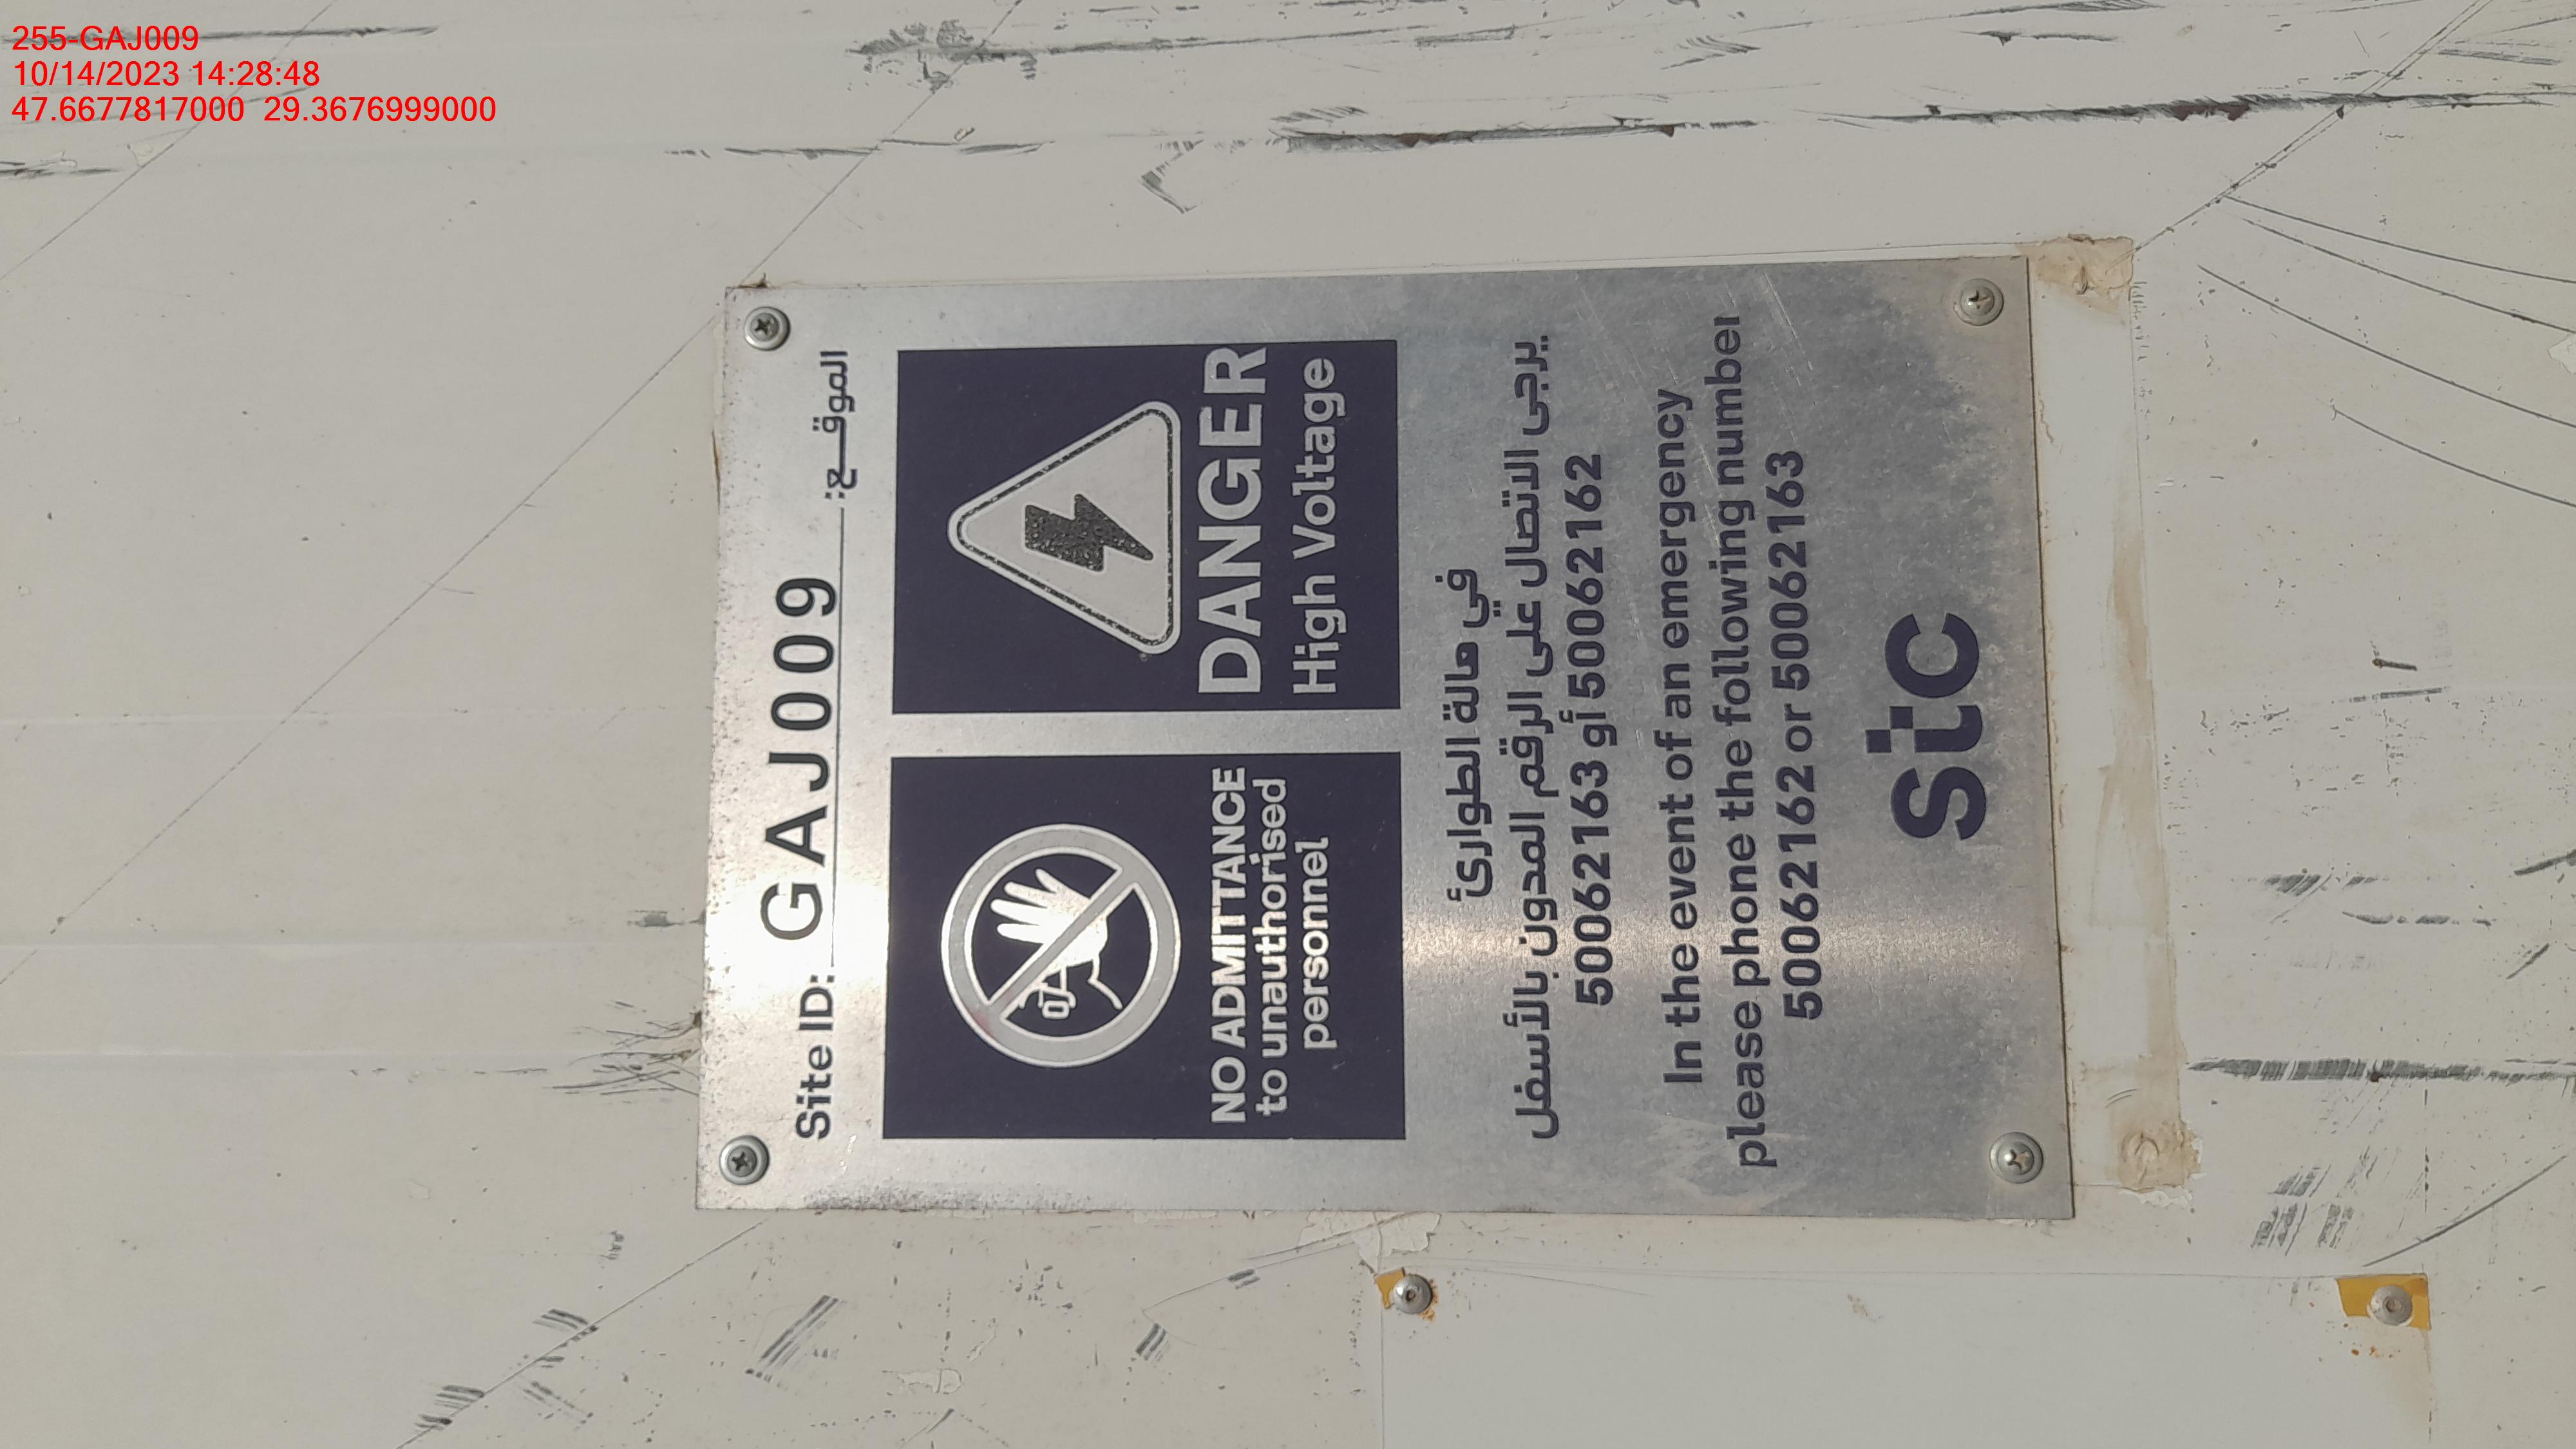 255-GAJ009
10/14/2023 14:28:48
47.6677817000 29.3676999000
Site ID: GAJ009 الموقـــع:
NO ADMITTANCE
to unauthorised
personnel
DANGER
High Voltage
في حالة الطوارئ
يرجى الاتصال على الرقم المدون بالأسفل
50062163 أو 50062162
In the event of an emergency
please phone the following number
50062162 or 50062163
stc